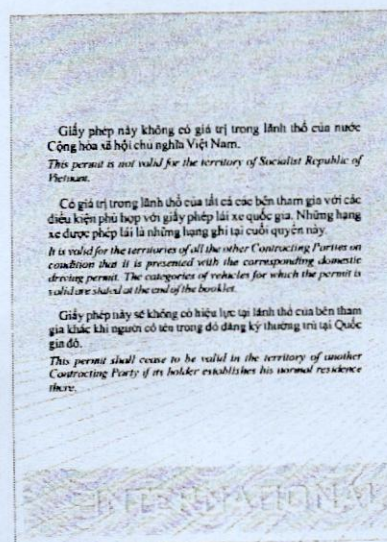 Giấy phép này không có giá trị trong lãnh thổ của nước
Cộng hòa xã hội chủ nghĩa Việt Nam.
This permit is not valid for the territory of Socialist Republic of
Vietnam.
Có giá trị trong lãnh thổ của tất cả các bên tham gia với các
điều kiện phù hợp với giấy phép lái xe quốc gia. Những hạng
xe được phép lái là những hạng ghi tại cuối quyển này.
It is valid for the territories of all the other Contracting Parties on
condition that it is presented with the corresponding domestic
driving permit. The categories of vehicles for which the permit is
valid are stated at the end of the booklet.
Giấy phép này sẽ không có hiệu lực tại lãnh thổ của bên tham
gia khác khi người có tên trong đó đăng ký thường trú tại Quốc
gia đó.
This permit shall cease to be valid in the territory of another
Contracting Party if its holder establishes his normal residence
there.
INTERNATIONAL